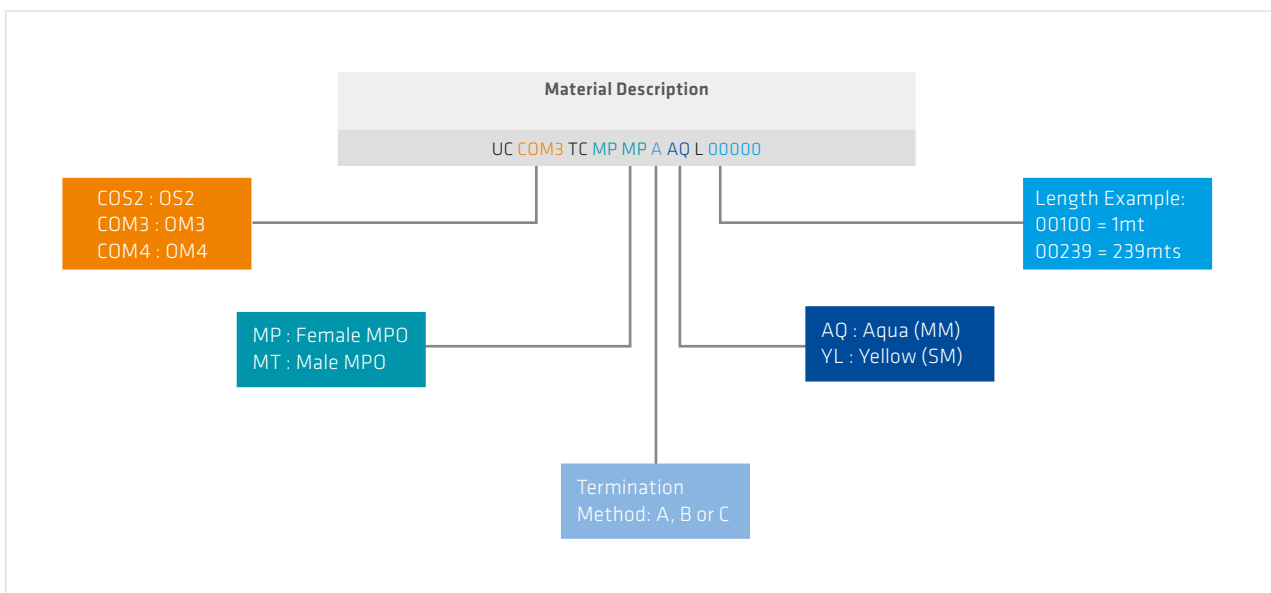 Material Description
UC COM3 TC MP MP A AQ L 00000
COS2 : OS2
COM3 : OM3
COM4 : OM4
Length Example:
00100 = 1mt
00239 = 239mts
MP : Female MPO
MT : Male MPO
AQ : Aqua (MM)
YL : Yellow (SM)
Termination
Method: A, B or C